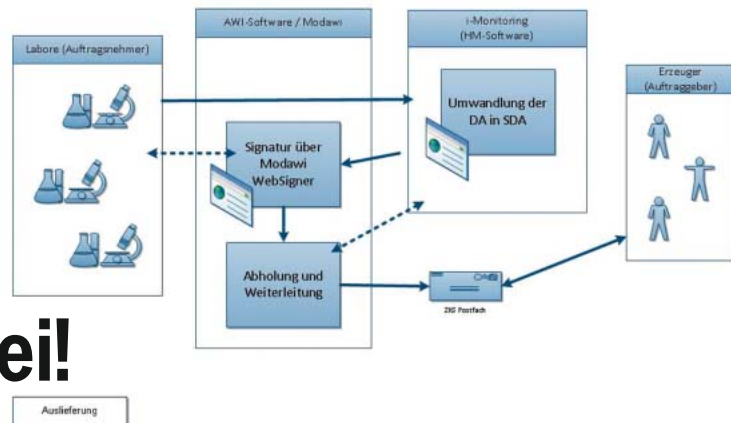 Labore (Auftragsnehmer)
AWI-Software / Modawi
i-Monitoring
(HM-Software)
Erzeuger
(Auftraggeber)
Umwandlung der
DA in SDA
Signatur über
Modawi
WebSigner
Abholung und
Weiterleitung
ZKS Postfach
ei!
Auslieferung